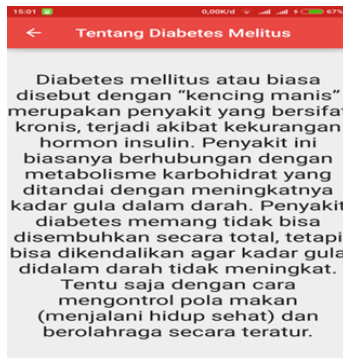 15:01 0,00K/d 67%
Tentang Diabetes Melitus
Diabetes mellitus atau biasa
disebut dengan “kencing manis”
merupakan penyakit yang bersifat
kronis, terjadi akibat kekurangan
hormon insulin. Penyakit ini
biasanya berhubungan dengan
metabolisme karbohidrat yang
ditandai dengan meningkatnya
kadar gula dalam darah. Penyakit
diabetes memang tidak bisa
disembuhkan secara total, tetapi
bisa dikendalikan agar kadar gula
didalam darah tidak meningkat.
Tentu saja dengan cara
mengontrol pola makan
(menjalani hidup sehat) dan
berolahraga secara teratur.